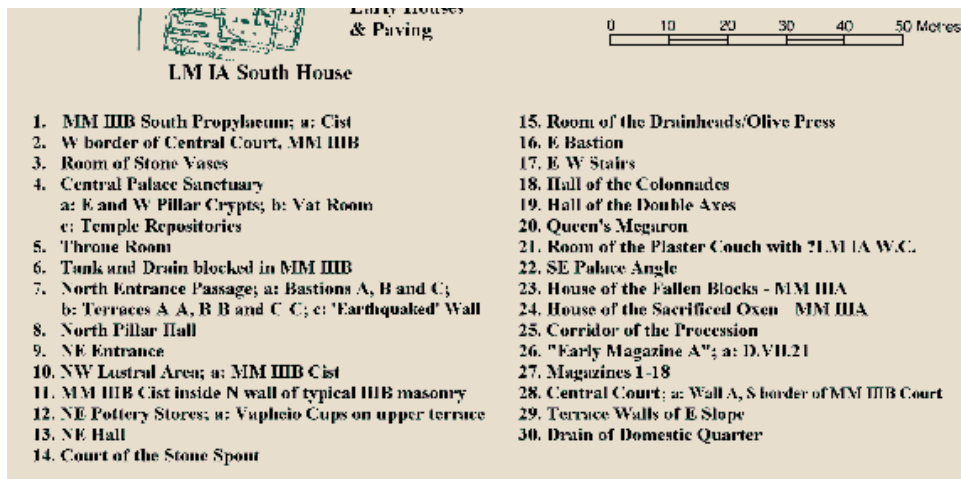 Early Houses
& Paving
0 10 20 30 40 50 Metres
LM IA South House
1. MM IIIB South Propylaeum; a: Cist
2. W border of Central Court, MM IIIB
3. Room of Stone Vases
4. Central Palace Sanctuary
a: E and W Pillar Crypts; b: Vat Room
c: Temple Repositories
5. Throne Room
6. Tank and Drain blocked in MM IIIB
7. North Entrance Passage; a: Bastions A, B and C;
b: Terraces A A, B B and C C; c: 'Earthquaked' Wall
8. North Pillar Hall
9. NE Entrance
10. NW Lustral Area; a: MM IIIB Cist
11. MM IIIB Cist inside N wall of typical IIIB masonry
12. NE Pottery Stores; a: Vapheio Cups on upper terrace
13. NE Hall
14. Court of the Stone Spout
15. Room of the Drainheads/Olive Press
16. E Bastion
17. E W Stairs
18. Hall of the Colonnades
19. Hall of the Double Axes
20. Queen's Megaron
21. Room of the Plaster Couch with ?LM IA W.C.
22. SE Palace Angle
23. House of the Fallen Blocks - MM IIIA
24. House of the Sacrificed Oxen MM IIIA
25. Corridor of the Procession
26. "Early Magazine A"; a: D.VII.21
27. Magazines 1-18
28. Central Court; a: Wall A, S border of MM IIIB Court
29. Terrace Walls of E Slope
30. Drain of Domestic Quarter